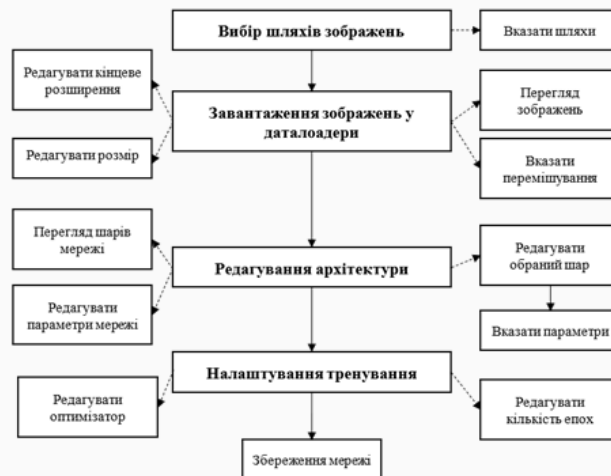 Вибір шляхів зображень
Вказати шляхи
Редагувати кінцеве
розширення
Завантаження зображень у
даталоадери
Перегляд
зображень
Редагувати розмір
Вказати
перемішування
Перегляд шарів
мережі
Редагування архітектури
Редагувати
обраний шар
Редагувати
параметри мережі
Вказати параметри
Налаштування тренування
Редагувати
оптимізатор
Редагувати
кількість епох
Збереження мережі